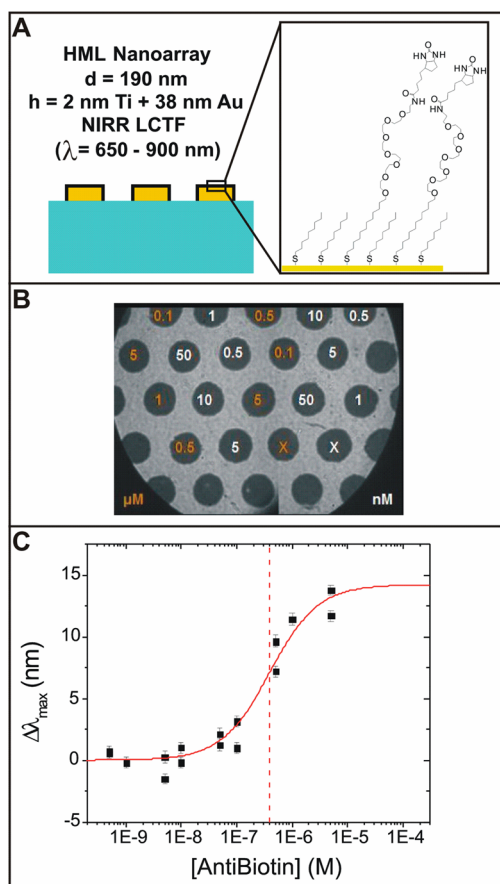 A
HML Nanoarray
d = 190 nm
h = 2 nm Ti + 38 nm Au
NIRR LCTF
(λ= 650 - 900 nm)
O
HN NH
O
HN NH
O NH
O
HN
O
O
O
O
O
O
O
O
S S S S S S
B
0.1 1 0.5 10 0.5
5 50 0.5 0.1 5
1 10 5 50 1
0.5 5 X X
µM nM
C
15
10
5
0
-5
Δλmax (nm)
1E-9 1E-8 1E-7 1E-6 1E-5 1E-4
[AntiBiotin] (M)